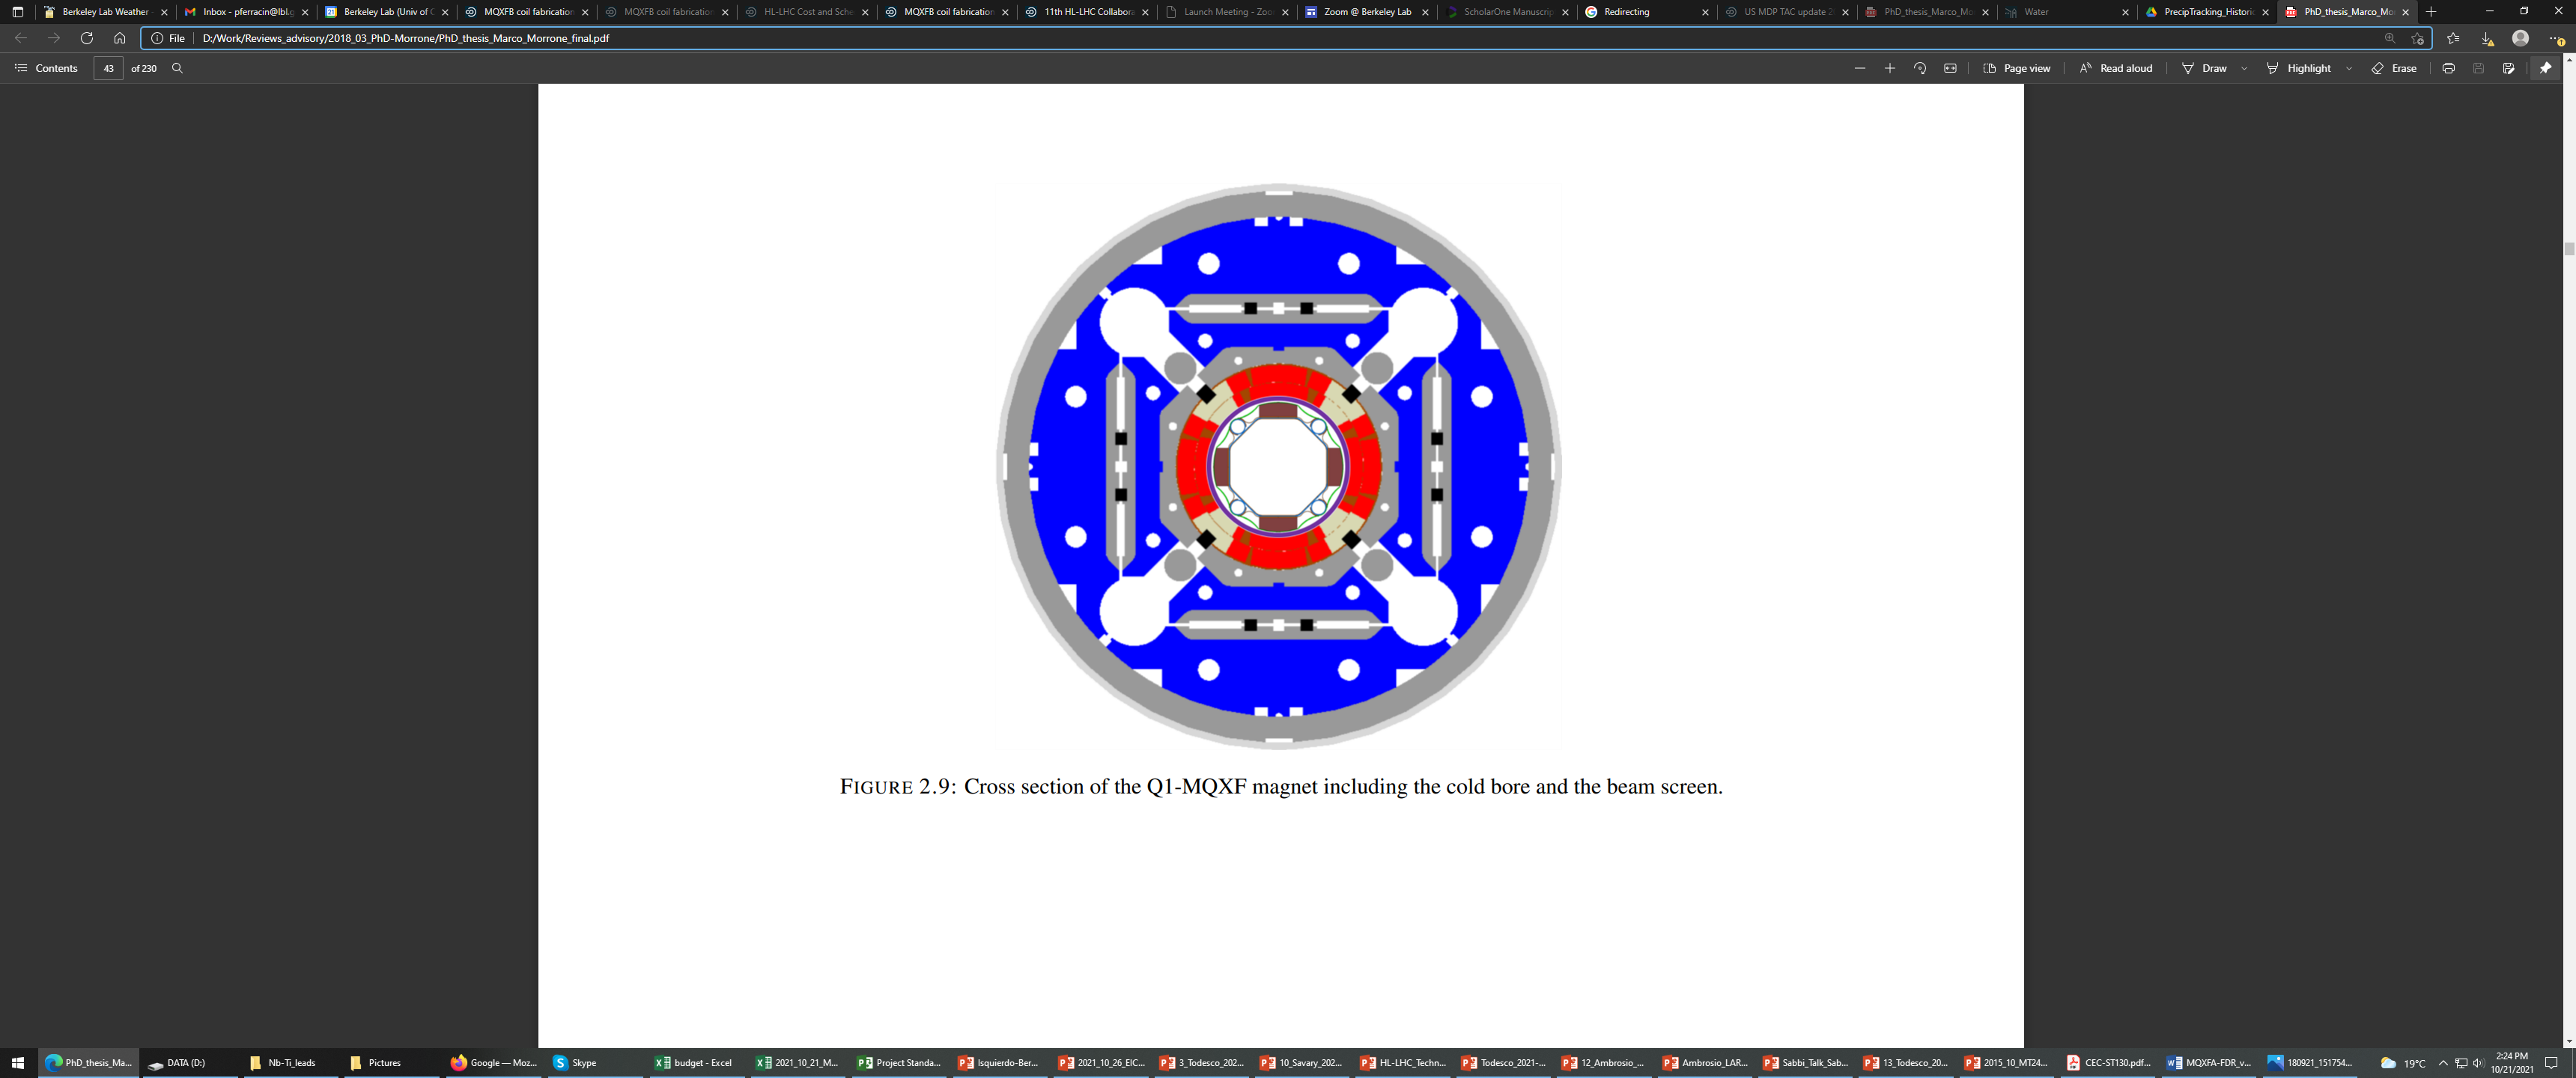 Berkeley Lab Weather
Inbox - pferracin@lbl.g
Berkeley Lab (Univ of C
MQXFB coil fabrication
MQXFB coil fabrication
HL-LHC Cost and Sche
MQXFB coil fabrication
11th HL-LHC Collabora
Launch Meeting - Zoo
Zoom @ Berkeley Lab
ScholarOne Manuscrip
Redirecting
US MDP TAC update 2
PhD_thesis_Marco_Mo
Water
PrecipTracking_Historic
PhD_thesis_Marco_Mor
File D:/Work/Reviews_advisory/2018_03_PhD-Morrone/PhD_thesis_Marco_Morrone_final.pdf
Contents 43 of 230 Page view Read aloud Draw Highlight Erase
FIGURE 2.9: Cross section of the Q1-MQXF magnet including the cold bore and the beam screen.
PhD_thesis_Ma...
DATA (D:)
Nb-Ti_leads
Pictures
Google — Moz...
Skype
budget - Excel
2021_10_21_M...
Project Standa...
Isquierdo-Ber...
2021_10_26_EIC...
3_Todesco_202...
10_Savary_202...
HL-LHC_Techn...
Todesco_2021-...
12_Ambrosio_...
Ambrosio_LAR...
Sabbi_Talk_Sab...
13_Todesco_20...
2015_10_MT24...
CEC-ST130.pdf...
MQXFA-FDR_v...
180921_151754...
19°C
2:24 PM
10/21/2021